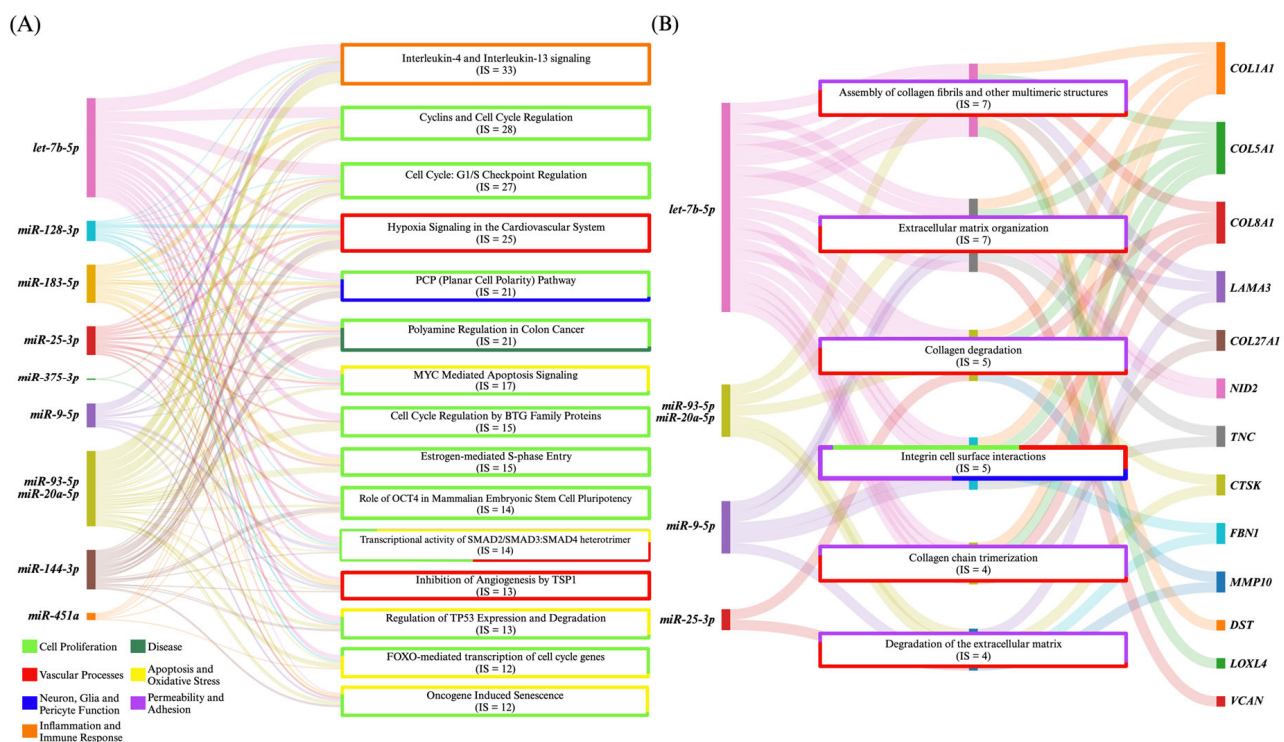 (A)
let-7b-5p
miR-128-3p
miR-183-5p
miR-25-3p
miR-375-3p
miR-9-5p
miR-93-5p
miR-20a-5p
miR-144-3p
miR-451a
Interleukin-4 and Interleukin-13 signaling
(IS = 33)
Cyclins and Cell Cycle Regulation
(IS = 28)
Cell Cycle: G1/S Checkpoint Regulation
(IS = 27)
Hypoxia Signaling in the Cardiovascular System
(IS = 25)
PCP (Planar Cell Polarity) Pathway
(IS = 21)
Polyamine Regulation in Colon Cancer
(IS = 21)
MYC Mediated Apoptosis Signaling
(IS = 17)
Cell Cycle Regulation by BTG Family Proteins
(IS = 15)
Estrogen-mediated S-phase Entry
(IS = 15)
Role of OCT4 in Mammalian Embryonic Stem Cell Pluripotency
(IS = 14)
Transcriptional activity of SMAD2/SMAD3:SMAD4 heterotrimer
(IS = 14)
Inhibition of Angiogenesis by TSP1
(IS = 13)
Regulation of TP53 Expression and Degradation
(IS = 13)
FOXO-mediated transcription of cell cycle genes
(IS = 12)
Oncogene Induced Senescence
(IS = 12)
Cell Proliferation
Vascular Processes
Neuron, Glia and
Pericyte Function
Inflammation and
Immune Response
Disease
Apoptosis and
Oxidative Stress
Permeability and
Adhesion
(B)
let-7b-5p
miR-93-5p
miR-20a-5p
miR-9-5p
miR-25-3p
Assembly of collagen fibrils and other multimeric structures
(IS = 7)
Extracellular matrix organization
(IS = 7)
Collagen degradation
(IS = 5)
Integrin cell surface interactions
(IS = 5)
Collagen chain trimerization
(IS = 4)
Degradation of the extracellular matrix
(IS = 4)
COL1A1
COL5A1
COL8A1
LAMA3
COL27A1
NID2
TNC
CTSK
FBN1
MMP10
DST
LOXL4
VCAN